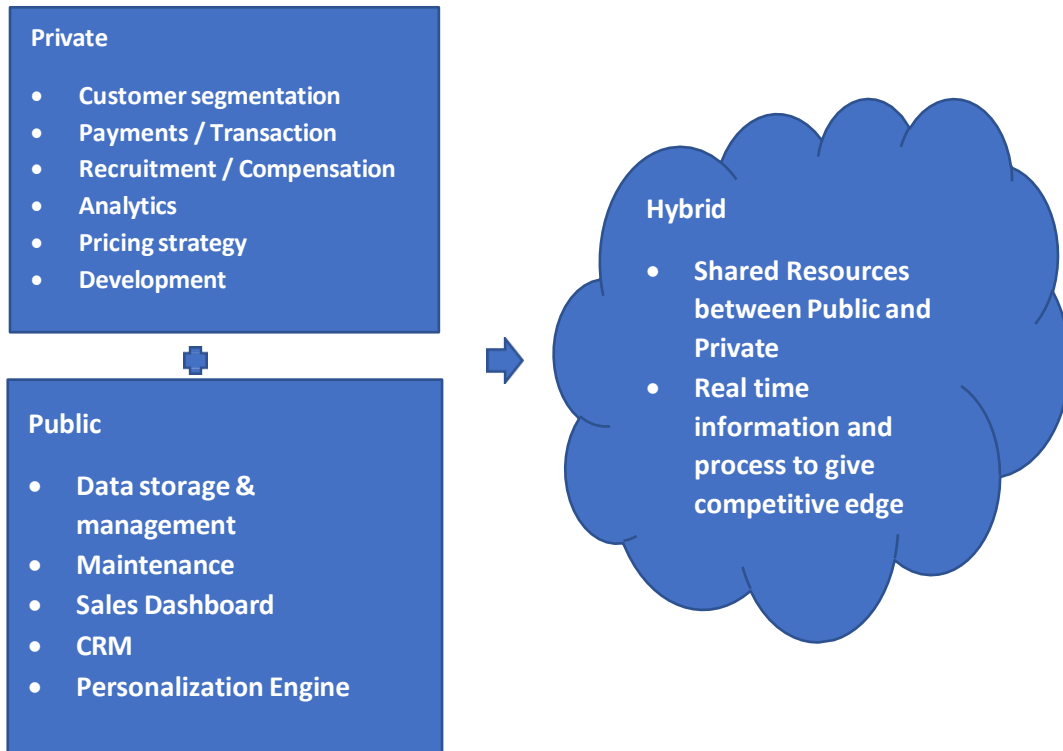 Private
• Customer segmentation
• Payments / Transaction
• Recruitment / Compensation
• Analytics
• Pricing strategy
• Development
Public
• Data storage &
management
• Maintenance
• Sales Dashboard
• CRM
• Personalization Engine
Hybrid
• Shared Resources
between Public and
Private
• Real time
information and
process to give
competitive edge